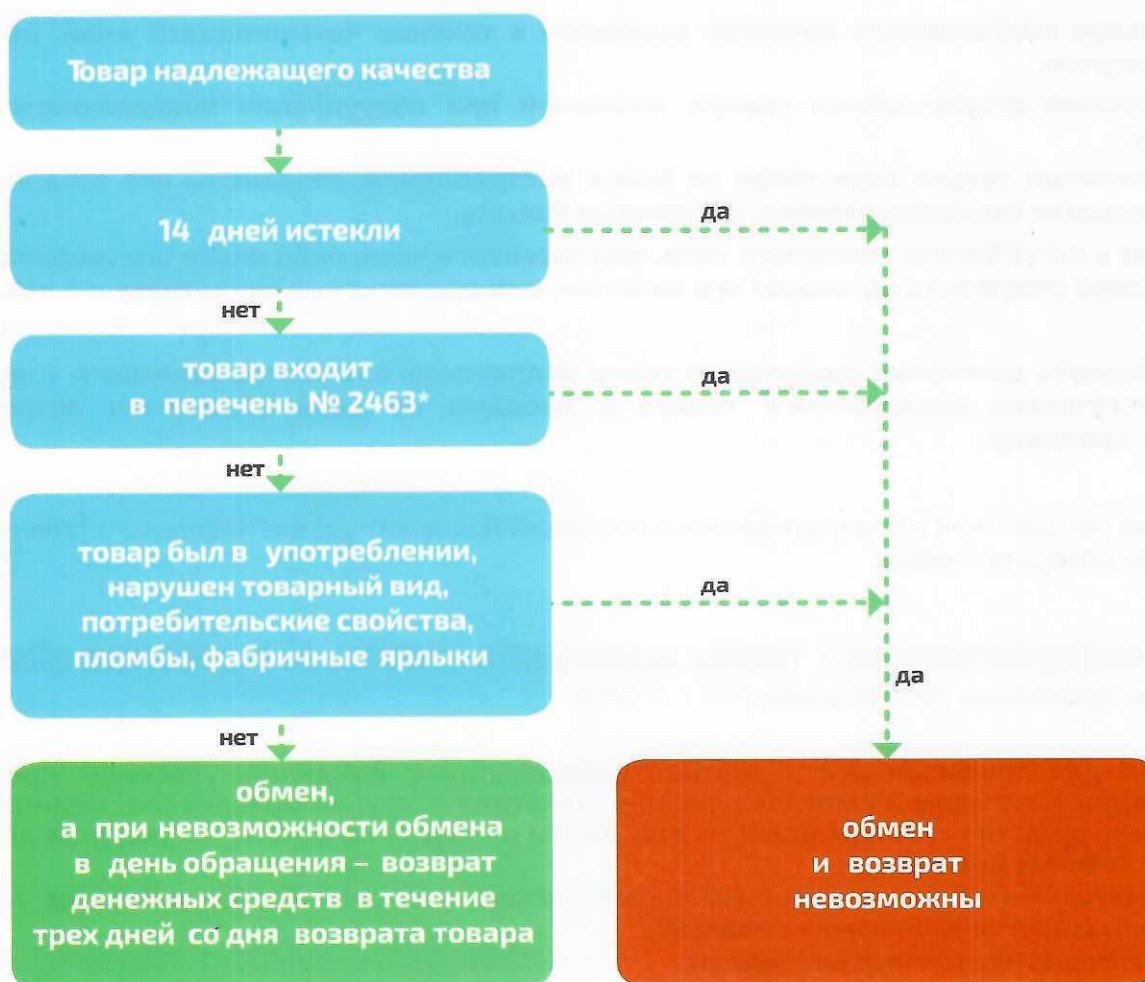 Товар надлежащего качества
14 дней истекли
да
нет
товар входит
в перечень № 2463*
да
нет
товар был в употреблении,
нарушен товарный вид,
потребительские свойства,
пломбы, фабричные ярлыки
да
да
нет
обмен,
а при невозможности обмена
в день обращения – возврат
денежных средств в течение
трех дней со дня возврата товара
обмен
и возврат
невозможны